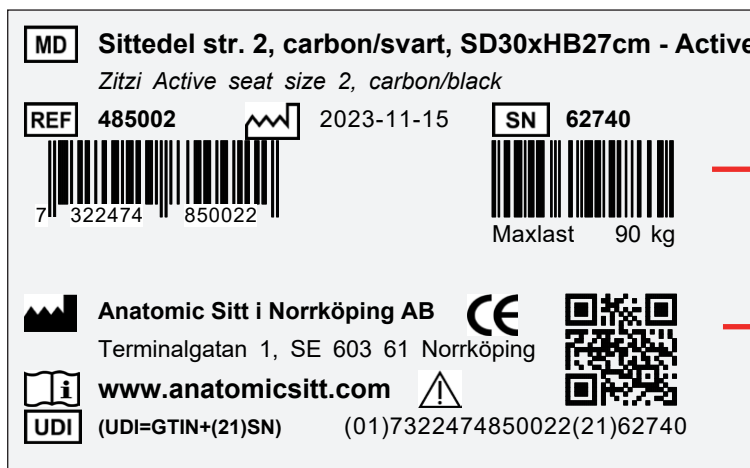 MD Sittedel str. 2, carbon/svart, SD30xHB27cm - Active
Zitzi Active seat size 2, carbon/black
REF 485002 2023-11-15 SN 62740
7 322474 850022
Maxlast 90 kg
Anatomic Sitt i Norrköping AB CE
Terminalgatan 1, SE 603 61 Norrköping
i www.anatomicsitt.com
UDI (UDI=GTIN+(21)SN) (01)7322474850022(21)62740